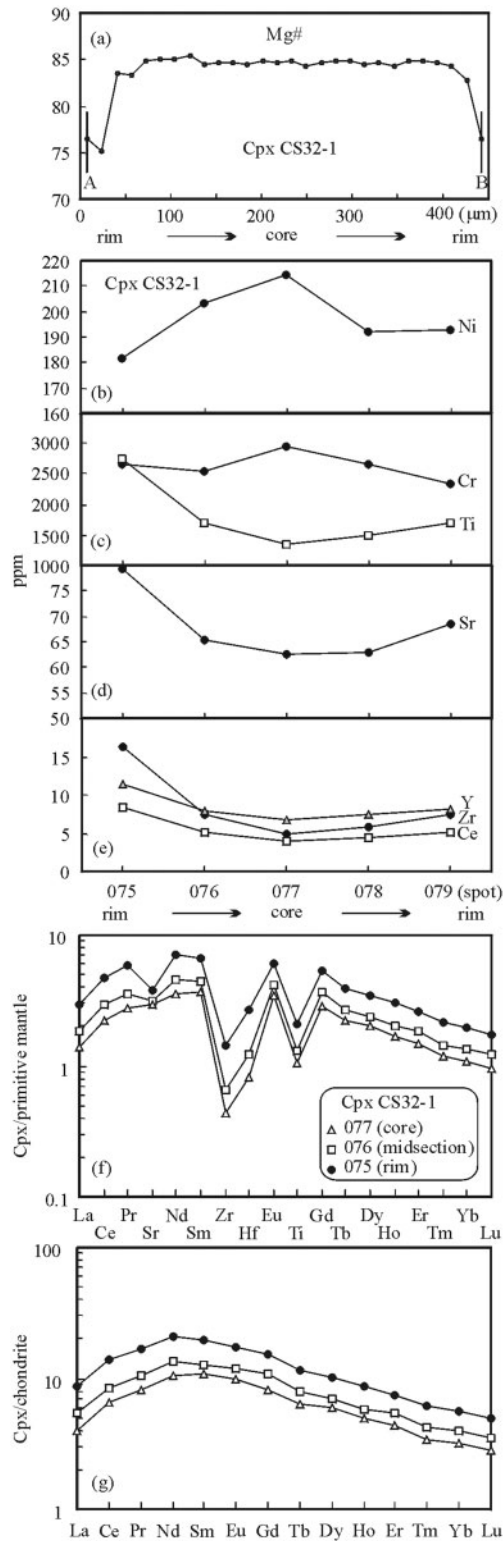 (a)
Mg#
90
85
80
75
70
Cpx CS32-1
A
B
0 100 200 300 400 (μm)
rim core rim
220
210
200
190
180
170
160
Cpx CS32-1
Ni
(b)
3000
2500
2000
1500
1000
Cr
Ti
(c)
ppm
75
70
65
60
55
50
Sr
(d)
15
10
5
0
Y
Zr
Ce
(e)
075 076 077 078 079 (spot)
rim core rim
10
1
0.1
Cpx/primitive mantle
Cpx CS32-1
077 (core)
076 (midsection)
075 (rim)
(f)
La Pr Nd Zr Eu Gd Dy Er Yb
Ce Sr Sm Hf Ti Tb Ho Tm Lu
100
10
1
Cpx/chondrite
(g)
La Ce Pr Nd Sm Eu Gd Tb Dy Ho Er Tm Yb Lu